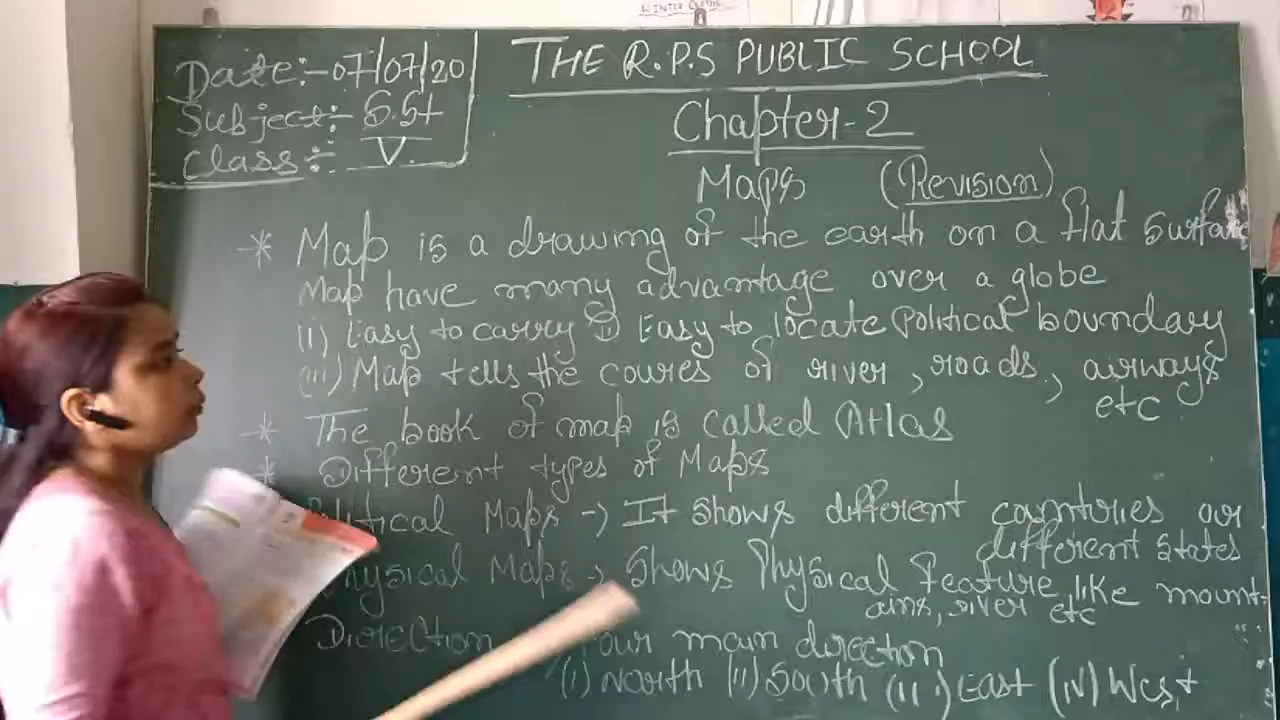 WINTER
Date:-07/07/20
Subject:- S.St
Class:- V.
THE R.P.S PUBLIC SCHOOL
Chapter-2
Maps (Revision)
* Map is a drawing of the earth on a flat surface
Map have many advantage over a globe
(i) Easy to carry (ii) Easy to locate political boundary
(iii) Map tells the coures of river, roads, airways
etc
* The book of map is called Atlas
* Different types of Maps
Political Maps -> It shows different countries or
different states
Physical Maps -> Shows Physical Feature like mount-
ains, river etc
Direction four main direction
(i) North (ii) South (iii) East (iv) West